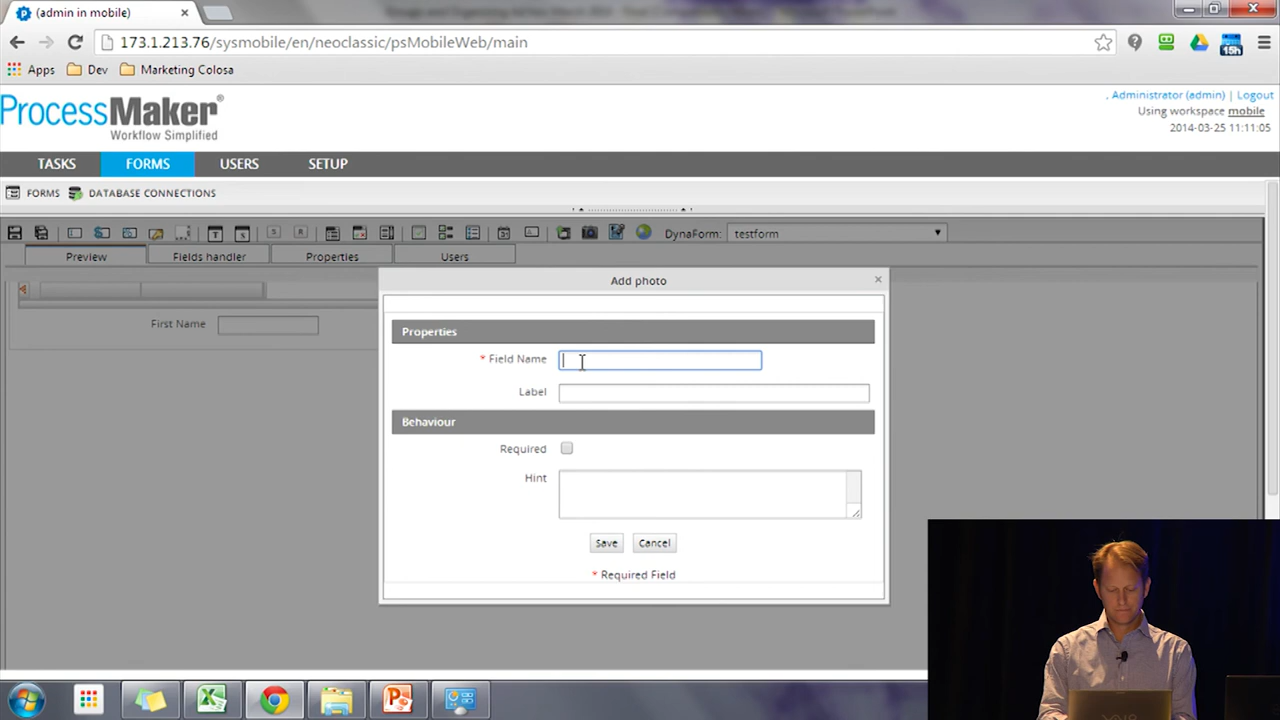 (admin in mobile)
173.1.213.76/sysmobile/en/neoclassic/psMobileWeb/main
15h
Apps
Dev
Marketing Colosa
ProcessMaker®
Workflow Simplified
, Administrator (admin) | Logout
Using workspace mobile
2014-03-25 11:11:05
TASKS
FORMS
USERS
SETUP
FORMS
DATABASE CONNECTIONS
DynaForm:
testform
Preview
Fields handler
Properties
Users
First Name
Add photo
Properties
* Field Name
Label
Behaviour
Required
Hint
Save
Cancel
* Required Field